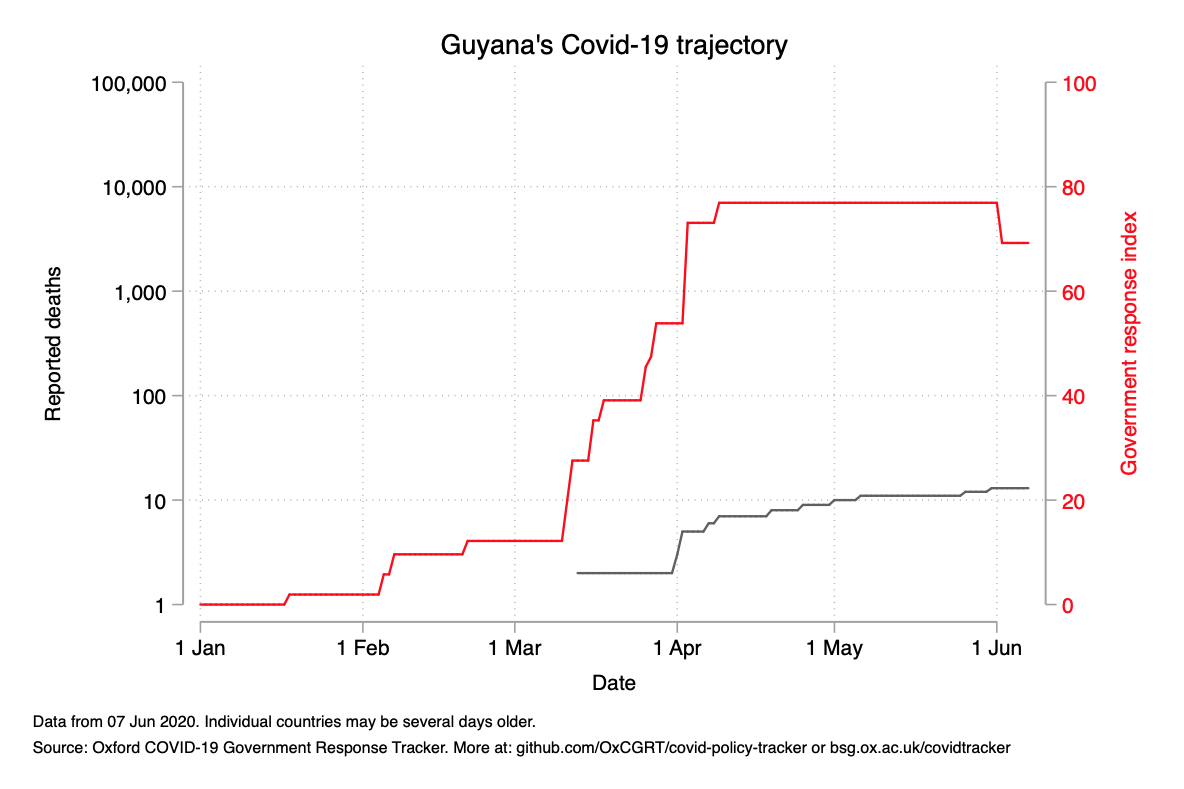 Guyana's Covid-19 trajectory
100,000
10,000
1,000
100
10
1
Reported deaths
100
80
60
40
20
0
Government response index
1 Jan 1 Feb 1 Mar 1 Apr 1 May 1 Jun
Date
Data from 07 Jun 2020. Individual countries may be several days older.
Source: Oxford COVID-19 Government Response Tracker. More at: github.com/OxCGRT/covid-policy-tracker or bsg.ox.ac.uk/covidtracker